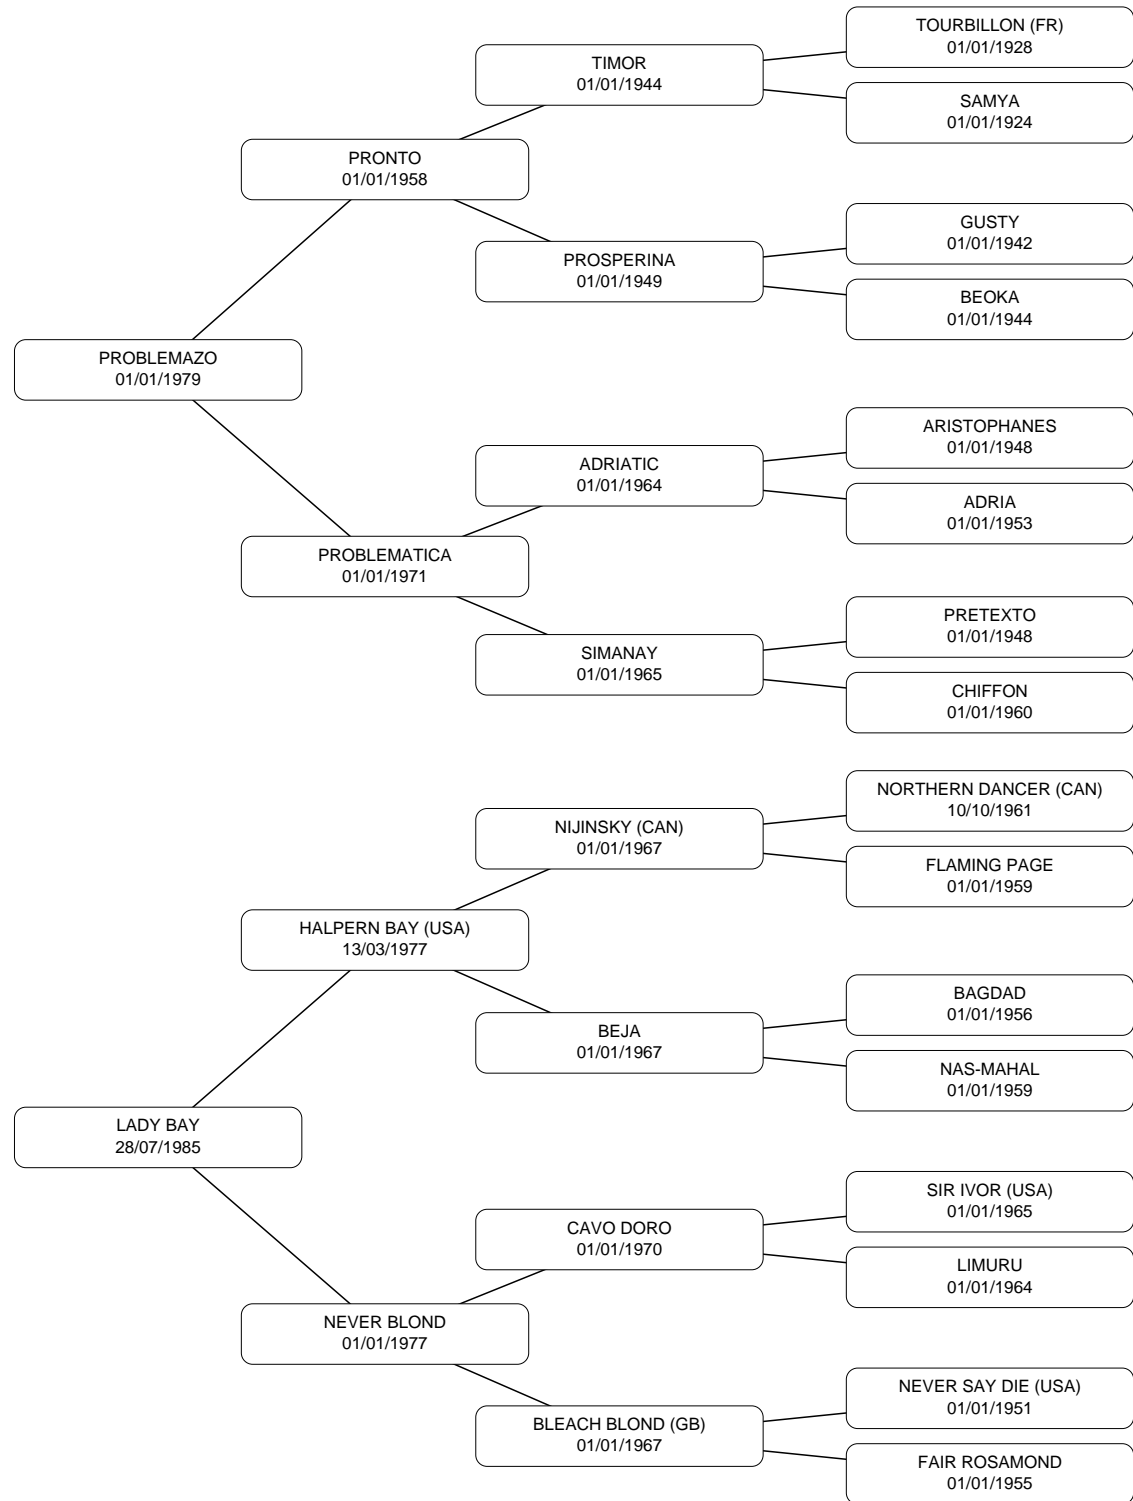 TOURBILLON (FR)
01/01/1928
TIMOR
01/01/1944
SAMYA
01/01/1924
PRONTO
01/01/1958
GUSTY
01/01/1942
PROSPERINA
01/01/1949
BEOKA
01/01/1944
PROBLEMAZO
01/01/1979
ARISTOPHANES
01/01/1948
ADRIATIC
01/01/1964
ADRIA
01/01/1953
PROBLEMATICA
01/01/1971
PRETEXTO
01/01/1948
SIMANAY
01/01/1965
CHIFFON
01/01/1960
NORTHERN DANCER (CAN)
10/10/1961
NIJINSKY (CAN)
01/01/1967
FLAMING PAGE
01/01/1959
HALPERN BAY (USA)
13/03/1977
BAGDAD
01/01/1956
BEJA
01/01/1967
NAS-MAHAL
01/01/1959
LADY BAY
28/07/1985
SIR IVOR (USA)
01/01/1965
CAVO DORO
01/01/1970
LIMURU
01/01/1964
NEVER BLOND
01/01/1977
NEVER SAY DIE (USA)
01/01/1951
BLEACH BLOND (GB)
01/01/1967
FAIR ROSAMOND
01/01/1955